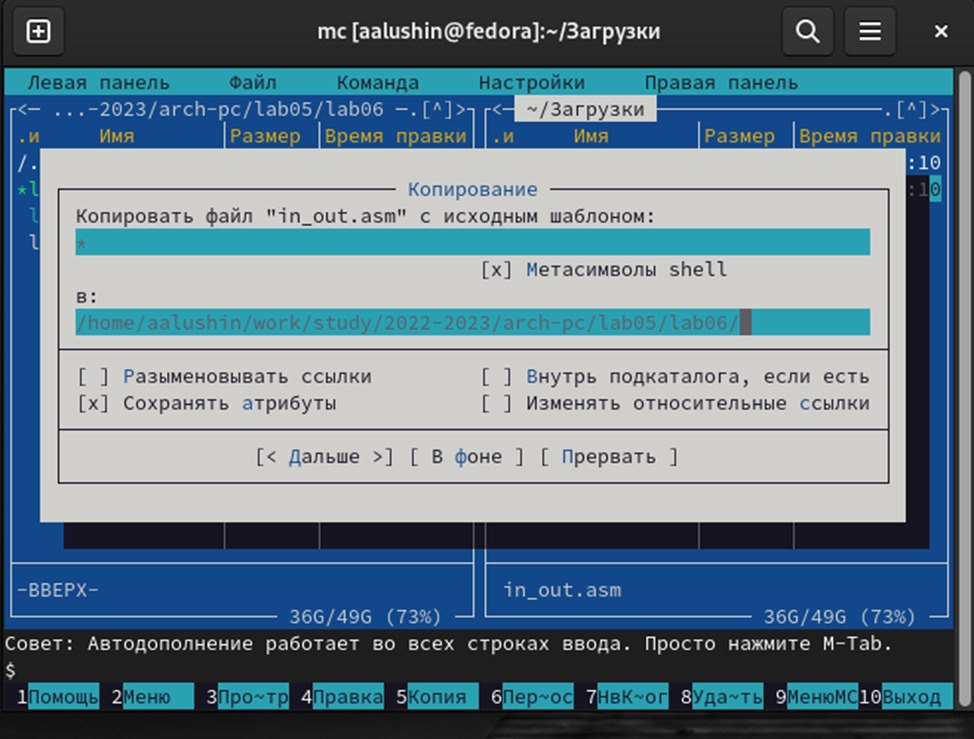 mc [aalushin@fedora]:~/Загрузки
Левая панель Файл Команда Настройки Правая панель
<— ...-2023/arch-pc/lab05/lab06 —.[^]> <— ~/Загрузки .[^]>
.и Имя Размер Время правки .и Имя Размер Время правки
/. :10
*l :10
l
l
Копирование
Копировать файл "in_out.asm" с исходным шаблоном:
*
[x] Метасимволы shell
в:
/home/aalushin/work/study/2022-2023/arch-pc/lab05/lab06/
[ ] Разыменовывать ссылки [ ] Внутрь подкаталога, если есть
[x] Сохранять атрибуты [ ] Изменять относительные ссылки
[< Дальше >] [ В фоне ] [ Прервать ]
-ВВЕРХ- in_out.asm
36G/49G (73%) 36G/49G (73%)
Совет: Автодополнение работает во всех строках ввода. Просто нажмите M-Tab.
$
1Помощь 2Меню 3Про~тр 4Правка 5Копия 6Пер~ос 7НвК~ог 8Уда~ть 9МенюMC 10Выход